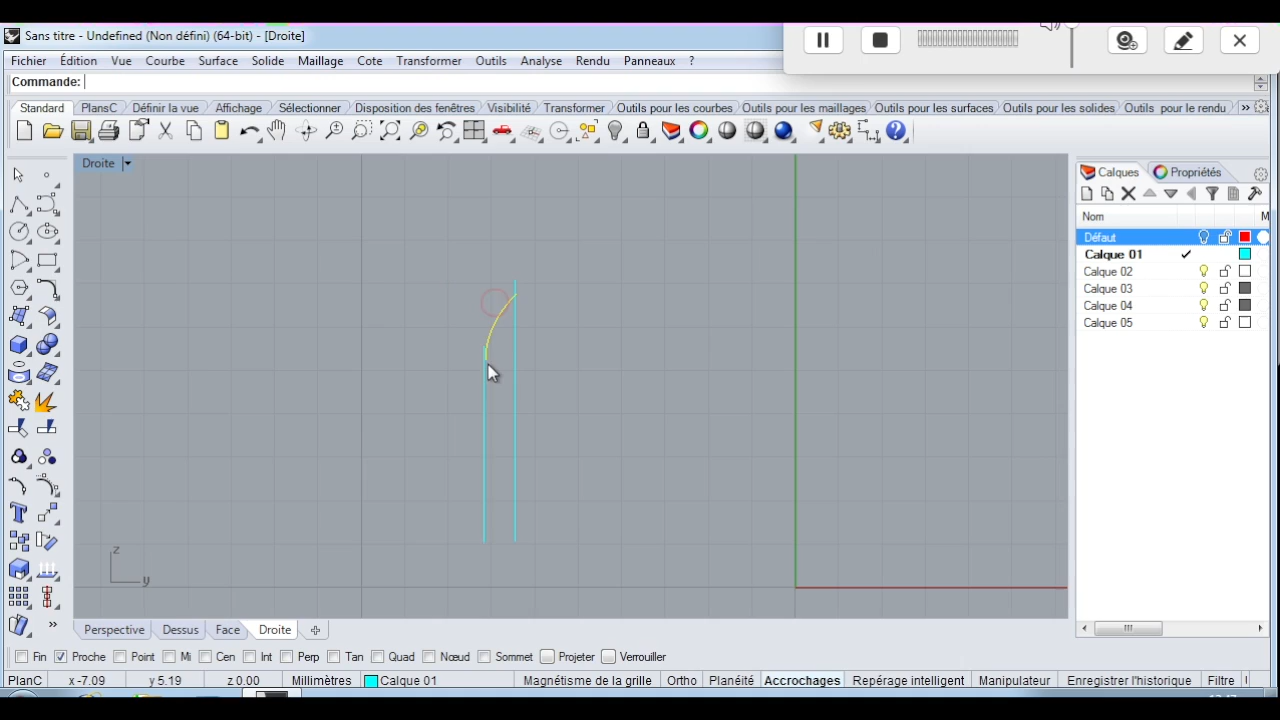 Sans titre - Undefined (Non défini) (64-bit) - [Droite]
Fichier Édition Vue Courbe Surface Solide Maillage Cote Transformer Outils Analyse Rendu Panneaux ?
Commande:
Standard PlansC Définir la vue Affichage Sélectionner Disposition des fenêtres Visibilité Transformer Outils pour les courbes Outils pour les maillages Outils pour les surfaces Outils pour les solides Outils pour le rendu »
Droite
Calques Propriétés
Nom M
Défaut
Calque 01
Calque 02
Calque 03
Calque 04
Calque 05
z
y
Perspective Dessus Face Droite
Fin Proche Point Mi Cen Int Perp Tan Quad Nœud Sommet Projeter Verrouiller
PlanC x -7.09 y 5.19 z 0.00 Millimètres Calque 01 Magnétisme de la grille Ortho Planéité Accrochages Repérage intelligent Manipulateur Enregistrer l'historique Filtre